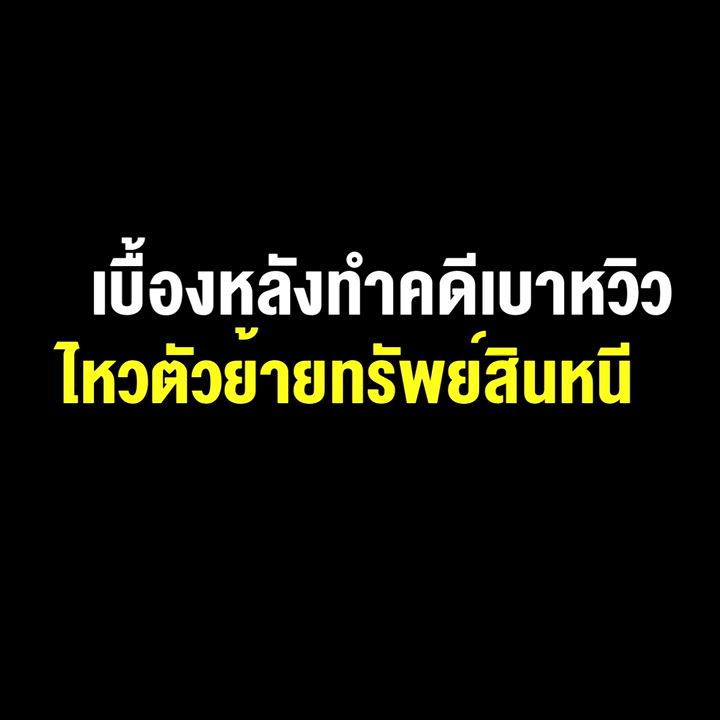 เบื้องหลังทำคดีเบาหวิว
ไหวตัวย้ายทรัพย์สินหนี